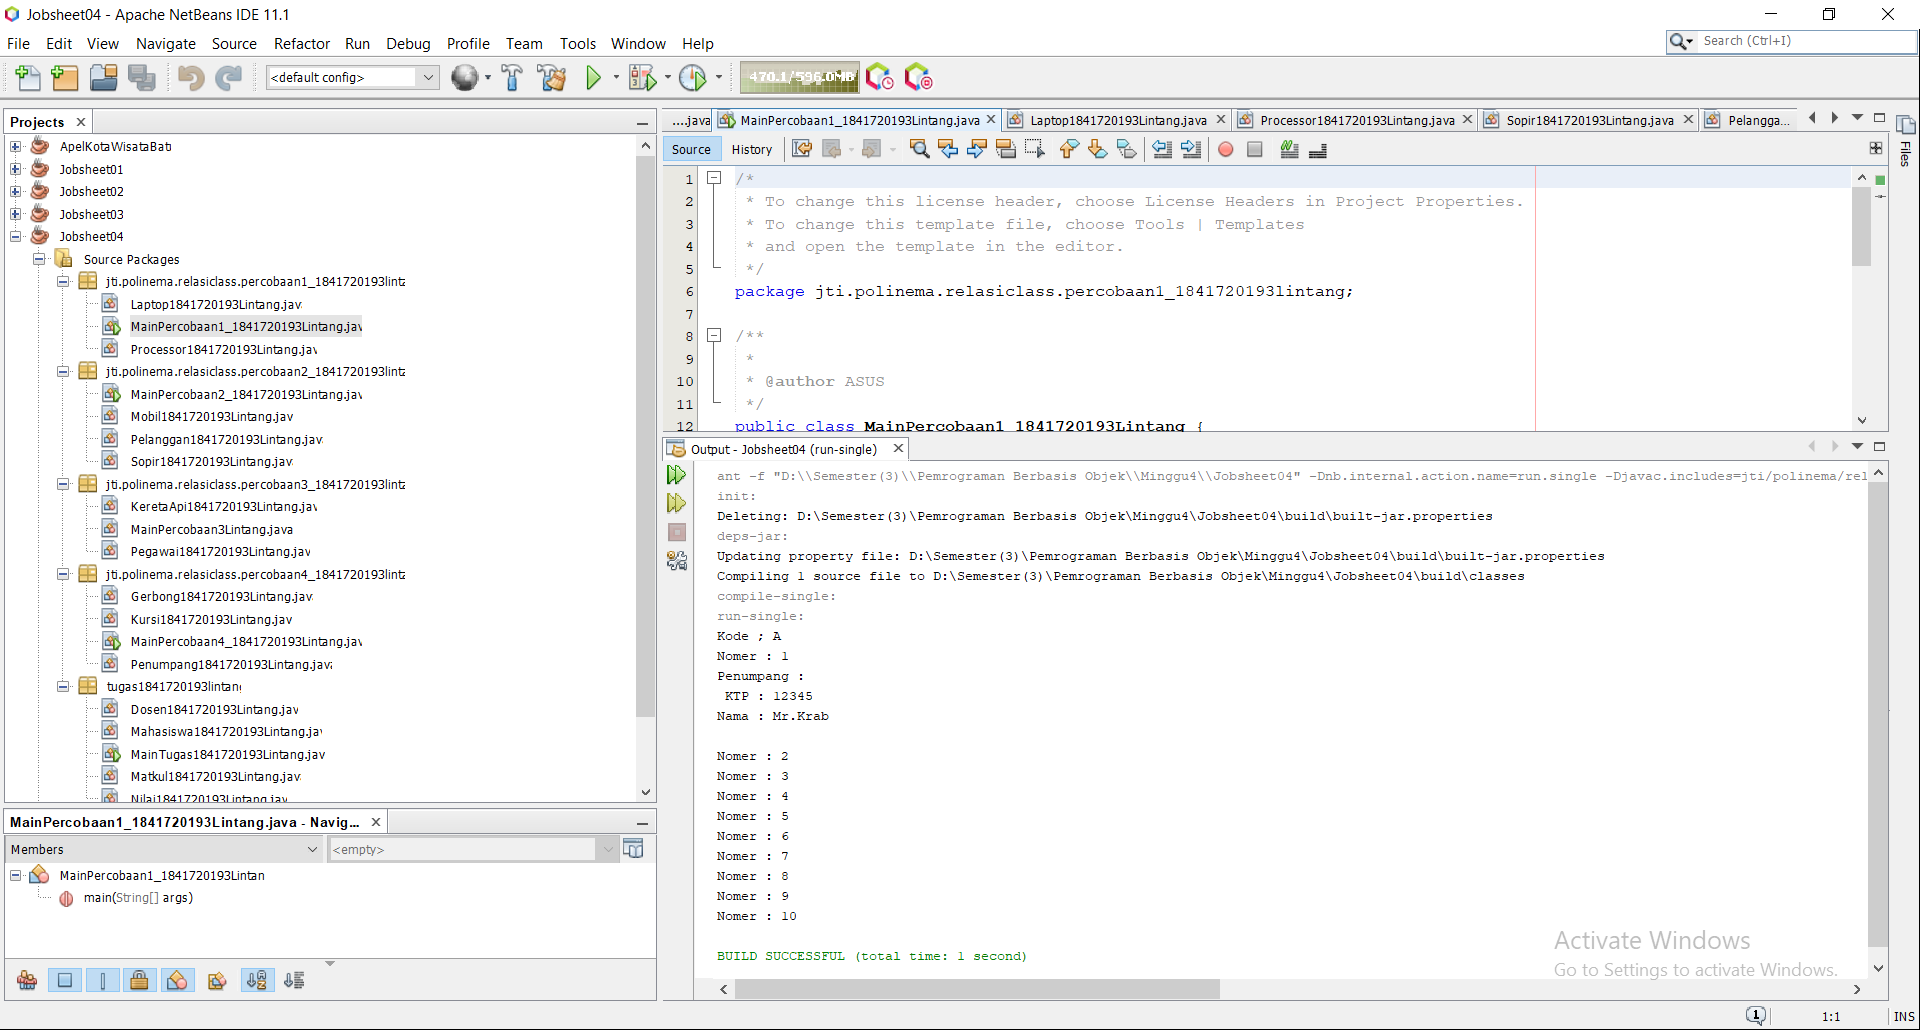 Jobsheet04 - Apache NetBeans IDE 11.1
File Edit View Navigate Source Refactor Run Debug Profile Team Tools Window Help
Search (Ctrl+I)
<default config>
470.1/596.0MB
Projects
ApelKotaWisataBatu
Jobsheet01
Jobsheet02
Jobsheet03
Jobsheet04
Source Packages
jti.polinema.relasiclass.percobaan1_1841720193linta
Laptop1841720193Lintang.jav
MainPercobaan1_1841720193Lintang.jav
Processor1841720193Lintang.jav
jti.polinema.relasiclass.percobaan2_1841720193linta
MainPercobaan2_1841720193Lintang.jav
Mobil1841720193Lintang.jav
Pelanggan1841720193Lintang.jav
Sopir1841720193Lintang.jav
jti.polinema.relasiclass.percobaan3_1841720193linta
KeretaApi1841720193Lintang.jav
MainPercobaan3Lintang.java
Pegawai1841720193Lintang.jav
jti.polinema.relasiclass.percobaan4_1841720193linta
Gerbong1841720193Lintang.jav
Kursi1841720193Lintang.jav
MainPercobaan4_1841720193Lintang.jav
Penumpang1841720193Lintang.java
tugas1841720193lintang
Dosen1841720193Lintang.jav
Mahasiswa1841720193Lintang.jav
MainTugas1841720193Lintang.jav
Matkul1841720193Lintang.jav
Nilai1841720193Lintang.jav
MainPercobaan1_1841720193Lintang.java - Navig...
Members
<empty>
MainPercobaan1_1841720193Lintan
main(String[] args)
....java MainPercobaan1_1841720193Lintang.java Laptop1841720193Lintang.java Processor1841720193Lintang.java Sopir1841720193Lintang.java Pelangga...
Files
Source History
1 /*
2 * To change this license header, choose License Headers in Project Properties.
3 * To change this template file, choose Tools | Templates
4 * and open the template in the editor.
5 */
6 package jti.polinema.relasiclass.percobaan1_1841720193lintang;
7
8 /**
9 *
10 * @author ASUS
11 */
12 public class MainPercobaan1_1841720193Lintang {
Output - Jobsheet04 (run-single)
ant -f "D:\\Semester(3)\\Pemrograman Berbasis Objek\\Minggu4\\Jobsheet04" -Dnb.internal.action.name=run.single -Djavac.includes=jti/polinema/rel
init:
Deleting: D:\Semester(3)\Pemrograman Berbasis Objek\Minggu4\Jobsheet04\build\built-jar.properties
deps-jar:
Updating property file: D:\Semester(3)\Pemrograman Berbasis Objek\Minggu4\Jobsheet04\build\built-jar.properties
Compiling 1 source file to D:\Semester(3)\Pemrograman Berbasis Objek\Minggu4\Jobsheet04\build\classes
compile-single:
run-single:
Kode ; A
Nomer : 1
Penumpang :
KTP : 12345
Nama : Mr.Krab
Nomer : 2
Nomer : 3
Nomer : 4
Nomer : 5
Nomer : 6
Nomer : 7
Nomer : 8
Nomer : 9
Nomer : 10
BUILD SUCCESSFUL (total time: 1 second)
Activate Windows
Go to Settings to activate Windows.
1
1:1
INS